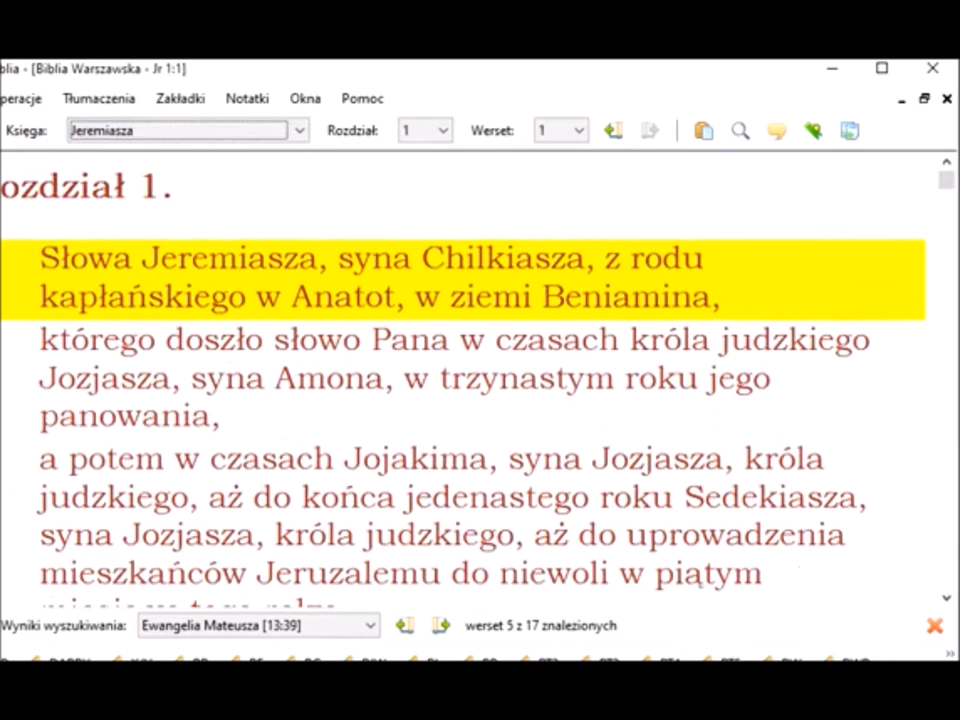 blia - [Biblia Warszawska - Jr 1:1]
peracje Tłumaczenia Zakładki Notatki Okna Pomoc
Księga: Jeremiasza Rozdział: 1 Werset: 1
ozdział 1.
Słowa Jeremiasza, syna Chilkiasza, z rodu
kapłańskiego w Anatot, w ziemi Beniamina,
którego doszło słowo Pana w czasach króla judzkiego
Jozjasza, syna Amona, w trzynastym roku jego
panowania,
a potem w czasach Jojakima, syna Jozjasza, króla
judzkiego, aż do końca jedenastego roku Sedekiasza,
syna Jozjasza, króla judzkiego, aż do uprowadzenia
mieszkańców Jeruzalemu do niewoli w piątym
Wyniki wyszukiwania: Ewangelia Mateusza [13:39] werset 5 z 17 znalezionych